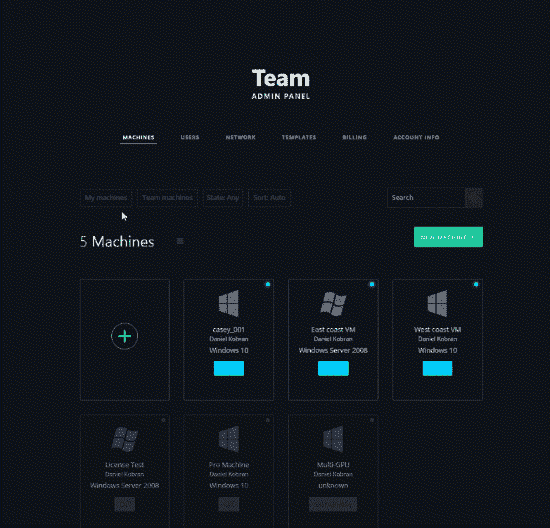 Team
ADMIN PANEL
MACHINES USERS NETWORK TEMPLATES BILLING ACCOUNT INFO
My machines Team machines State: Any Sort: Auto Search
5 Machines
casey_001 East coast VM West coast VM
Daniel Kobran Daniel Kobran Daniel Kobran
Windows 10 Windows Server 2008 Windows 10
Licence Test Pro Machine Multi-GPU
Daniel Kobran Daniel Kobran Daniel Kobran
Windows Server 2008 Windows 10 unknown